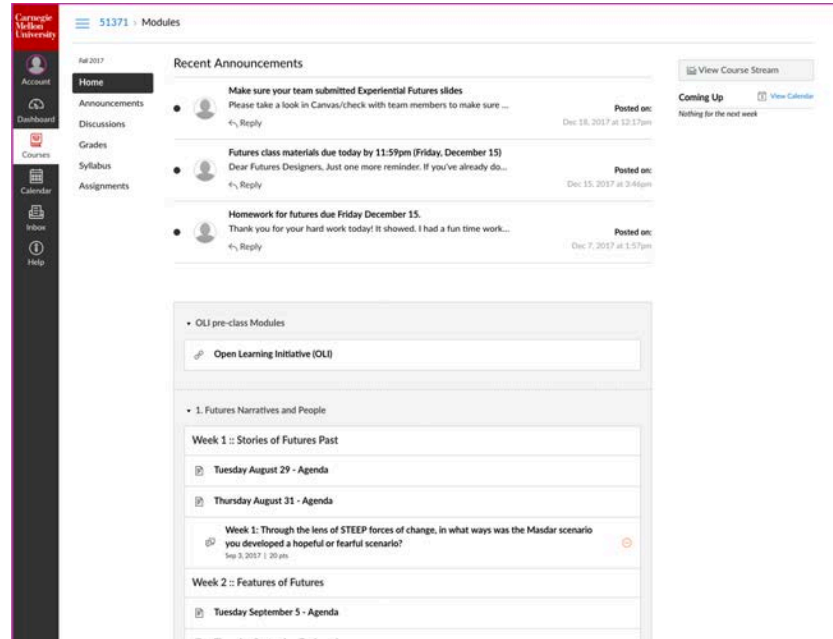 Carnegie
Mellon
University
51371 › Modules
Account
Dashboard
Courses
Calendar
Inbox
Help
Fall 2017
Home
Announcements
Discussions
Grades
Syllabus
Assignments
Recent Announcements
Make sure your team submitted Experiential Futures slides
Please take a look in Canvas/check with team members to make sure ...
Reply
Posted on:
Dec 18, 2017 at 12:17pm
Futures class materials due today by 11:59pm (Friday, December 15)
Dear Futures Designers, Just one more reminder. If you've already do...
Reply
Posted on:
Dec 15, 2017 at 3:46pm
Homework for futures due Friday December 15.
Thank you for your hard work today! It showed. I had a fun time work...
Reply
Posted on:
Dec 7, 2017 at 1:57pm
View Course Stream
Coming Up
View Calendar
Nothing for the next week
OLI pre-class Modules
Open Learning Initiative (OLI)
1. Futures Narratives and People
Week 1 :: Stories of Futures Past
Tuesday August 29 - Agenda
Thursday August 31 - Agenda
Week 1: Through the lens of STEEP forces of change, in what ways was the Masdar scenario
you developed a hopeful or fearful scenario?
Sep 3, 2017 | 20 pts
Week 2 :: Features of Futures
Tuesday September 5 - Agenda